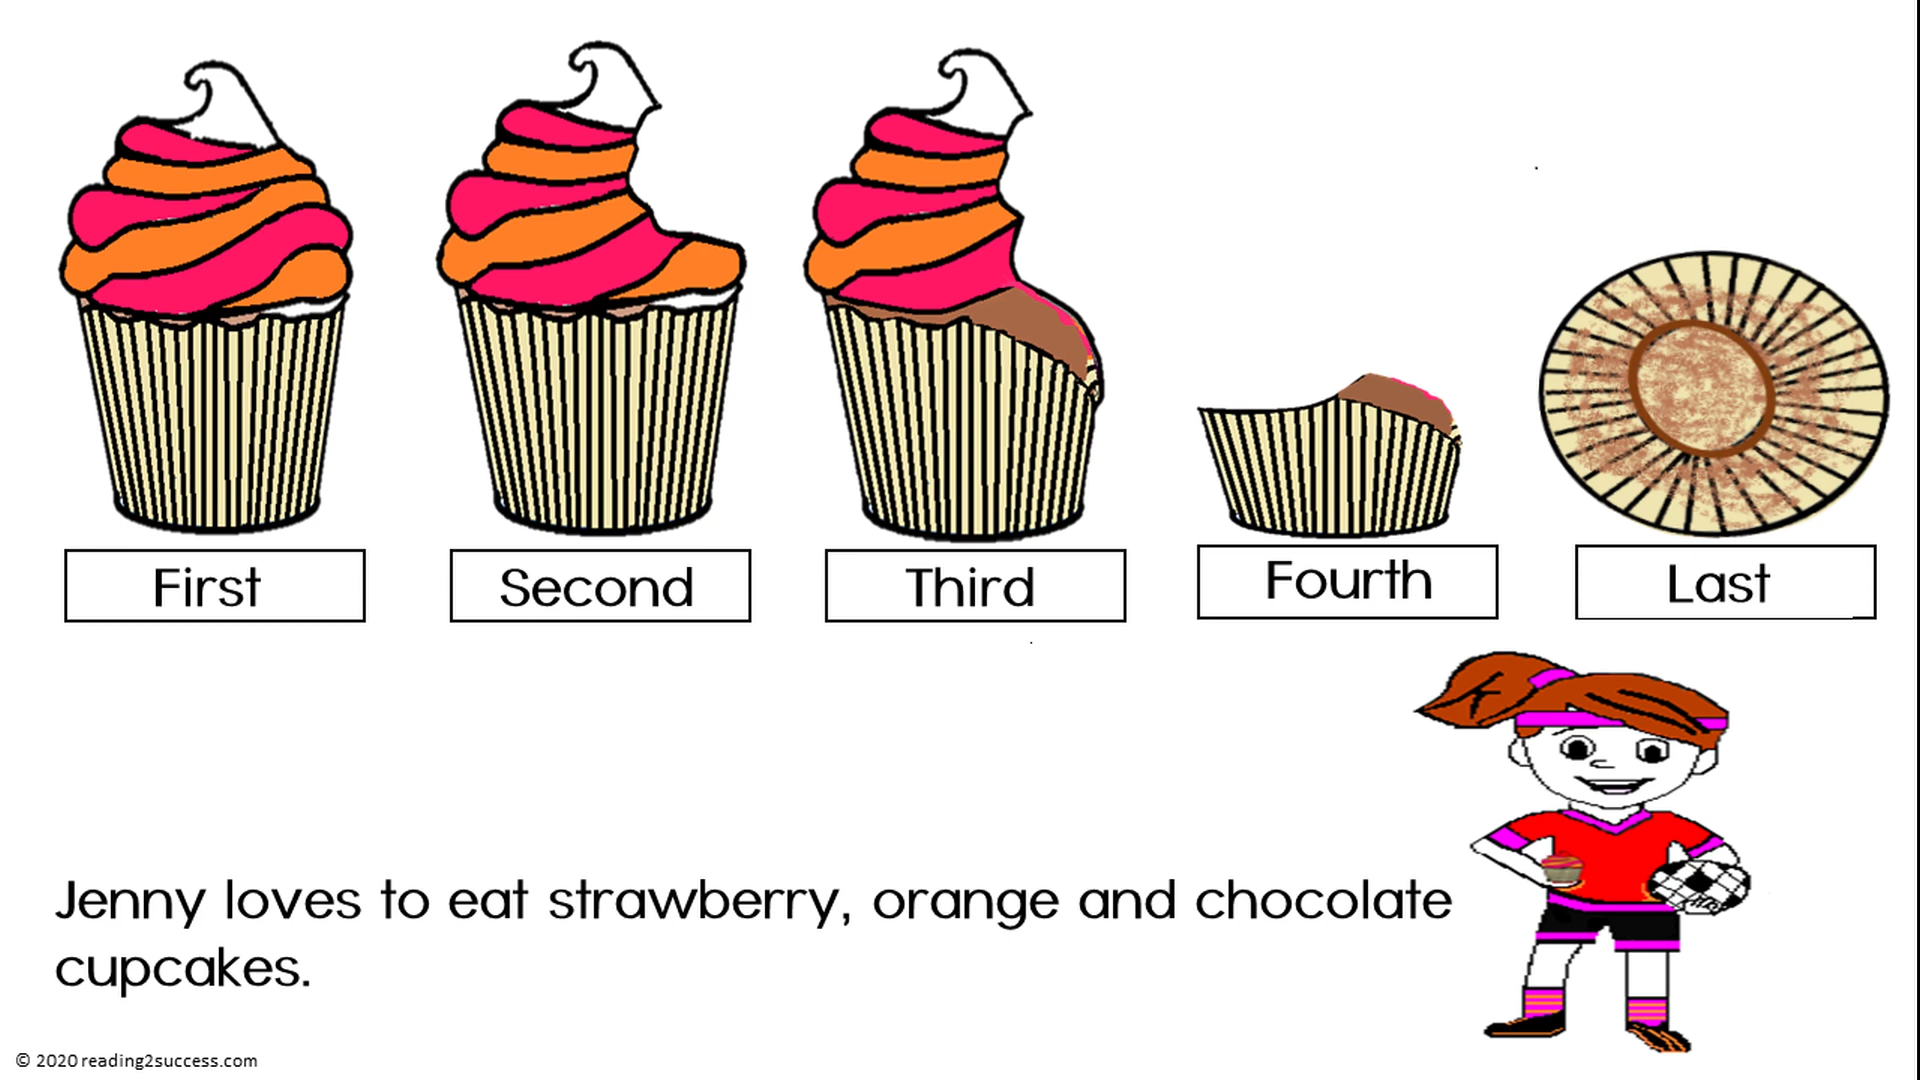 First
Second
Third
Fourth
Last
Jenny loves to eat strawberry, orange and chocolate
cupcakes.
© 2020 reading2success.com